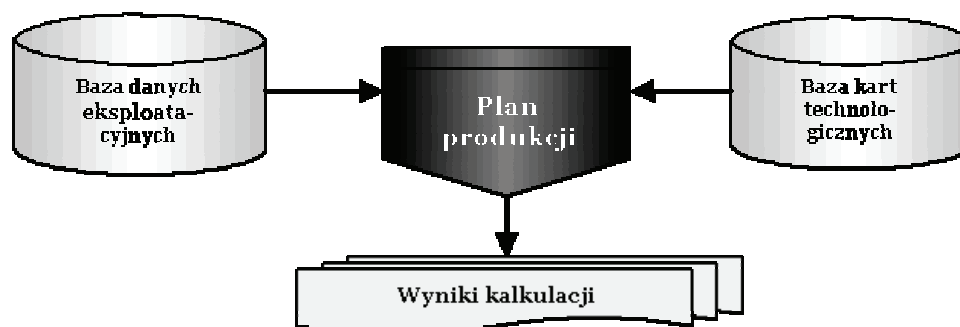 Baza danych
eksploata-
cyjnych
Plan
produkcji
Baza kart
technolo-
gicznych
Wyniki kalkulacji